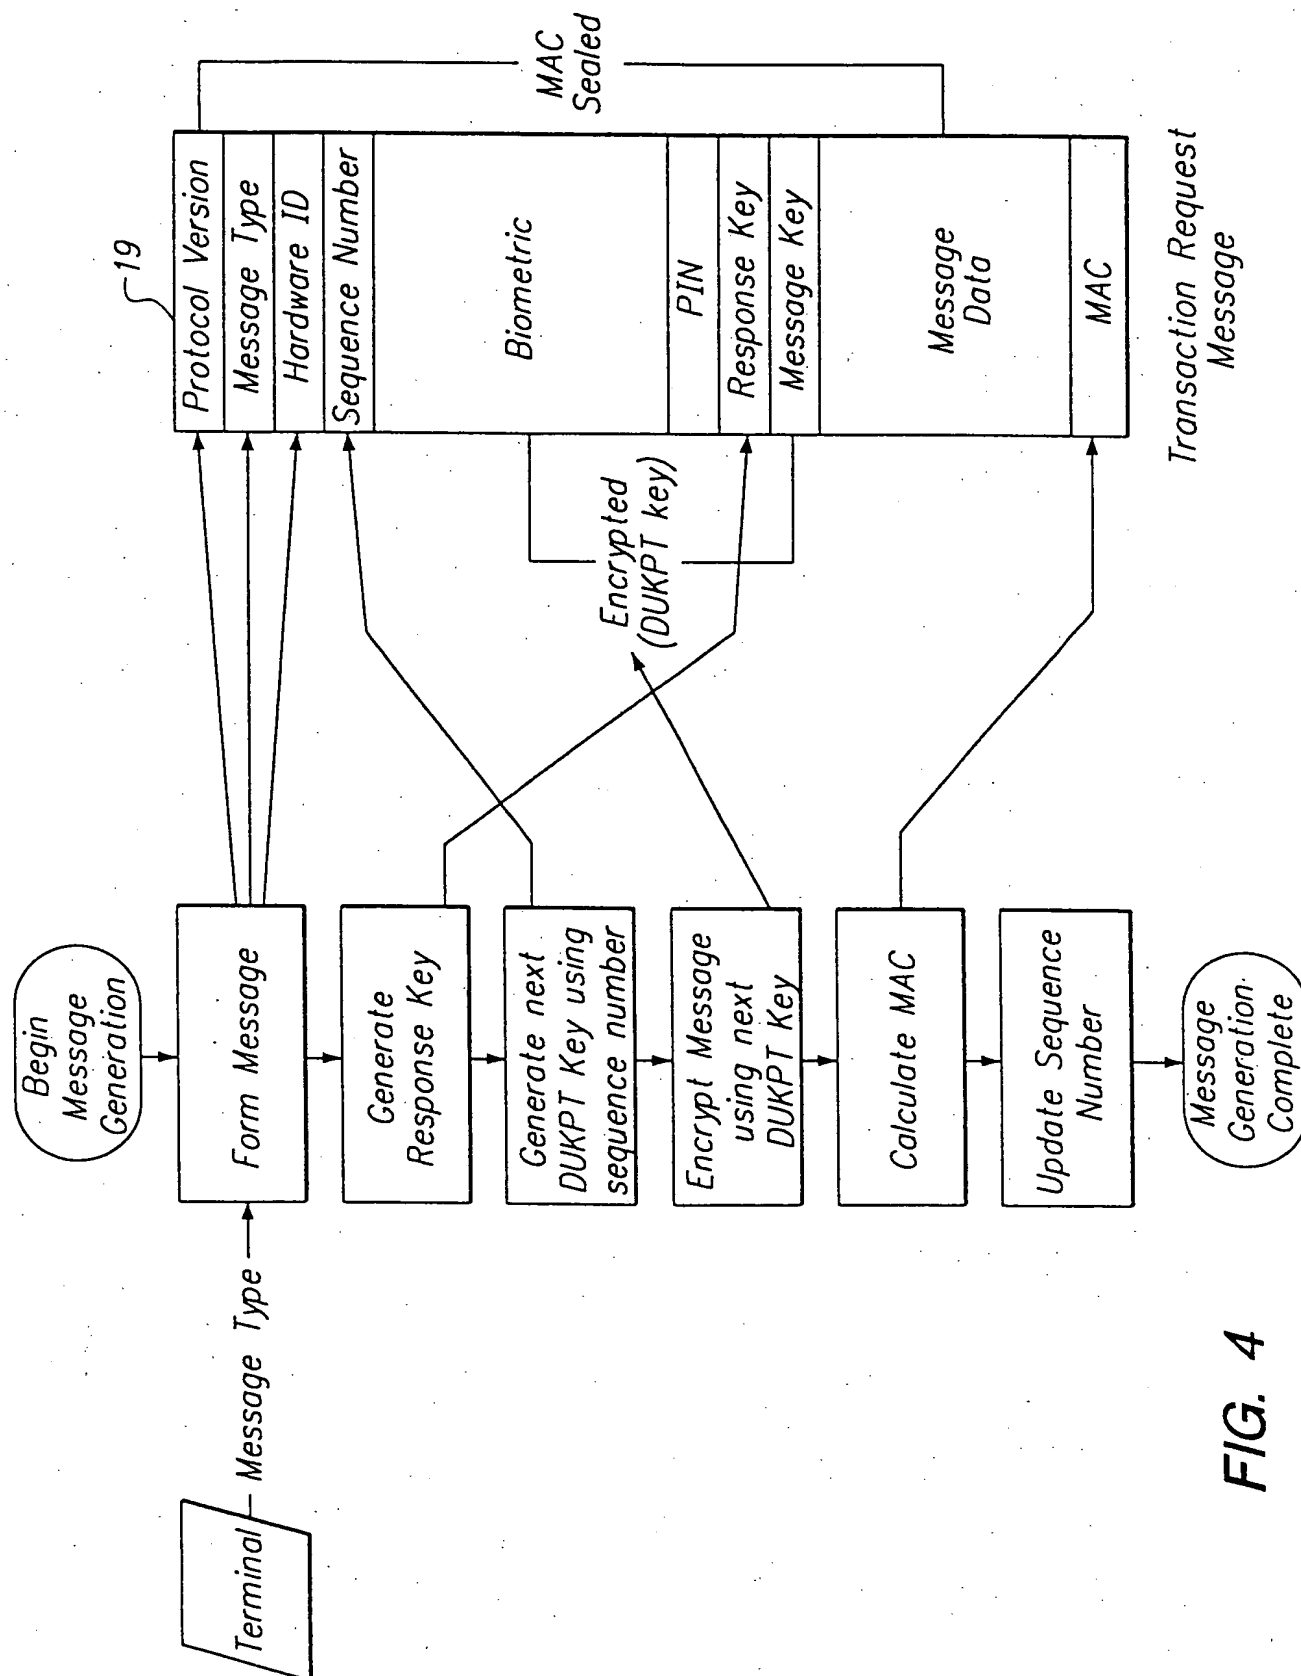 Begin
Message
Generation
Terminal
Message Type
Form Message
Generate
Response Key
Generate next
DUKPT Key using
sequence number
Encrypt Message
using next
DUKPT Key
Calculate MAC
Update Sequence
Number
Message
Generation
Complete
19
Protocol Version
Message Type
Hardware ID
Sequence Number
Biometric
PIN
Response Key
Message Key
Message
Data
MAC
MAC
Sealed
Encrypted
(DUKPT key)
Transaction Request
Message
FIG. 4